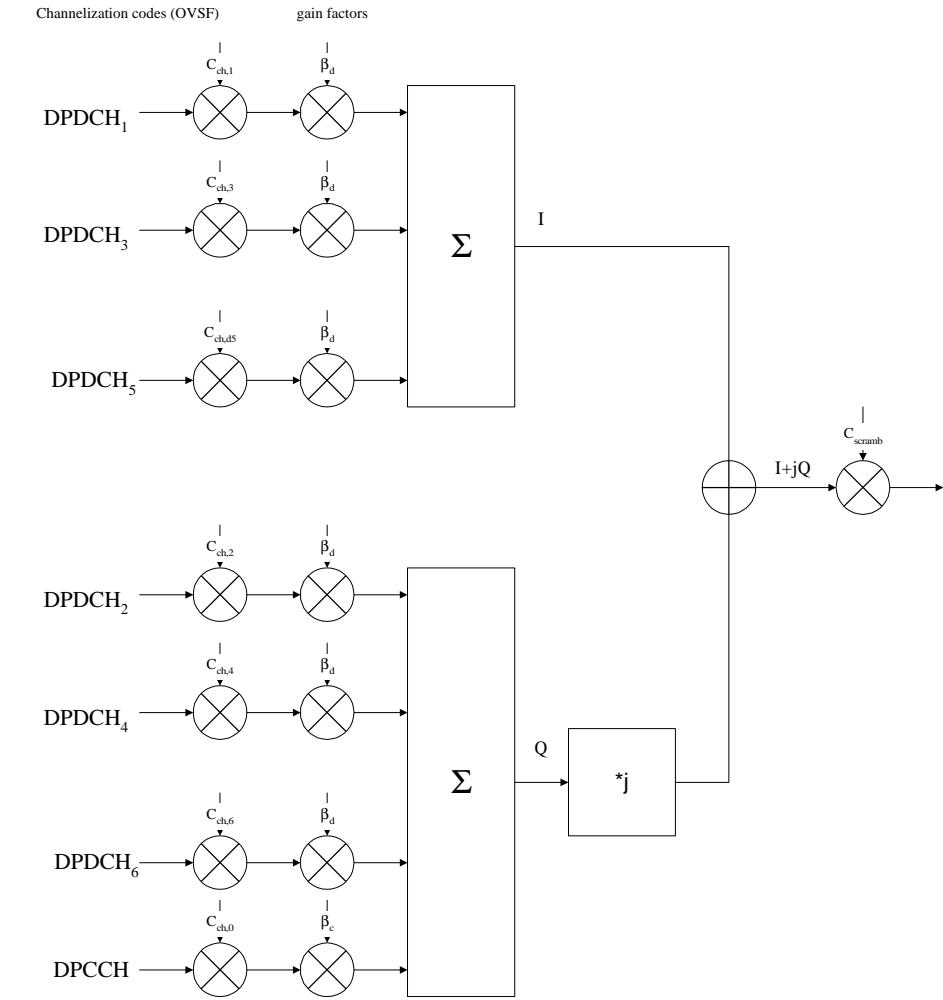 Channelization codes (OVSF) gain factors
C_ch,1 β_d
DPDCH_1
C_ch,3 β_d
DPDCH_3
Σ
I
C_ch,d5 β_d
DPDCH_5
C_scramb
I+jQ
C_ch,2 β_d
DPDCH_2
C_ch,4 β_d
DPDCH_4
Σ
Q
*j
C_ch,6 β_d
DPDCH_6
C_ch,0 β_c
DPCCH